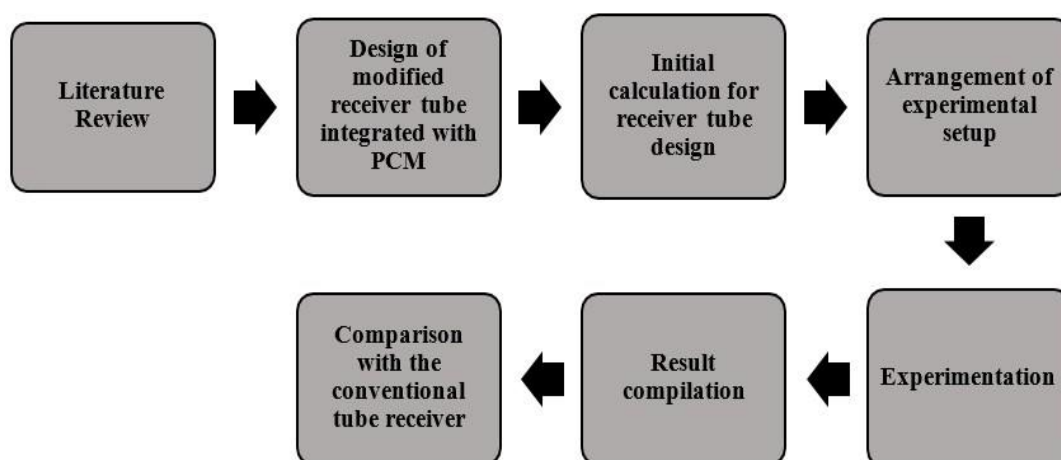 Literature
Review
Design of
modified
receiver tube
integrated with
PCM
Initial
calculation for
receiver tube
design
Arrangement of
experimental
setup
Experimentation
Result
compilation
Comparison
with the
conventional
tube receiver